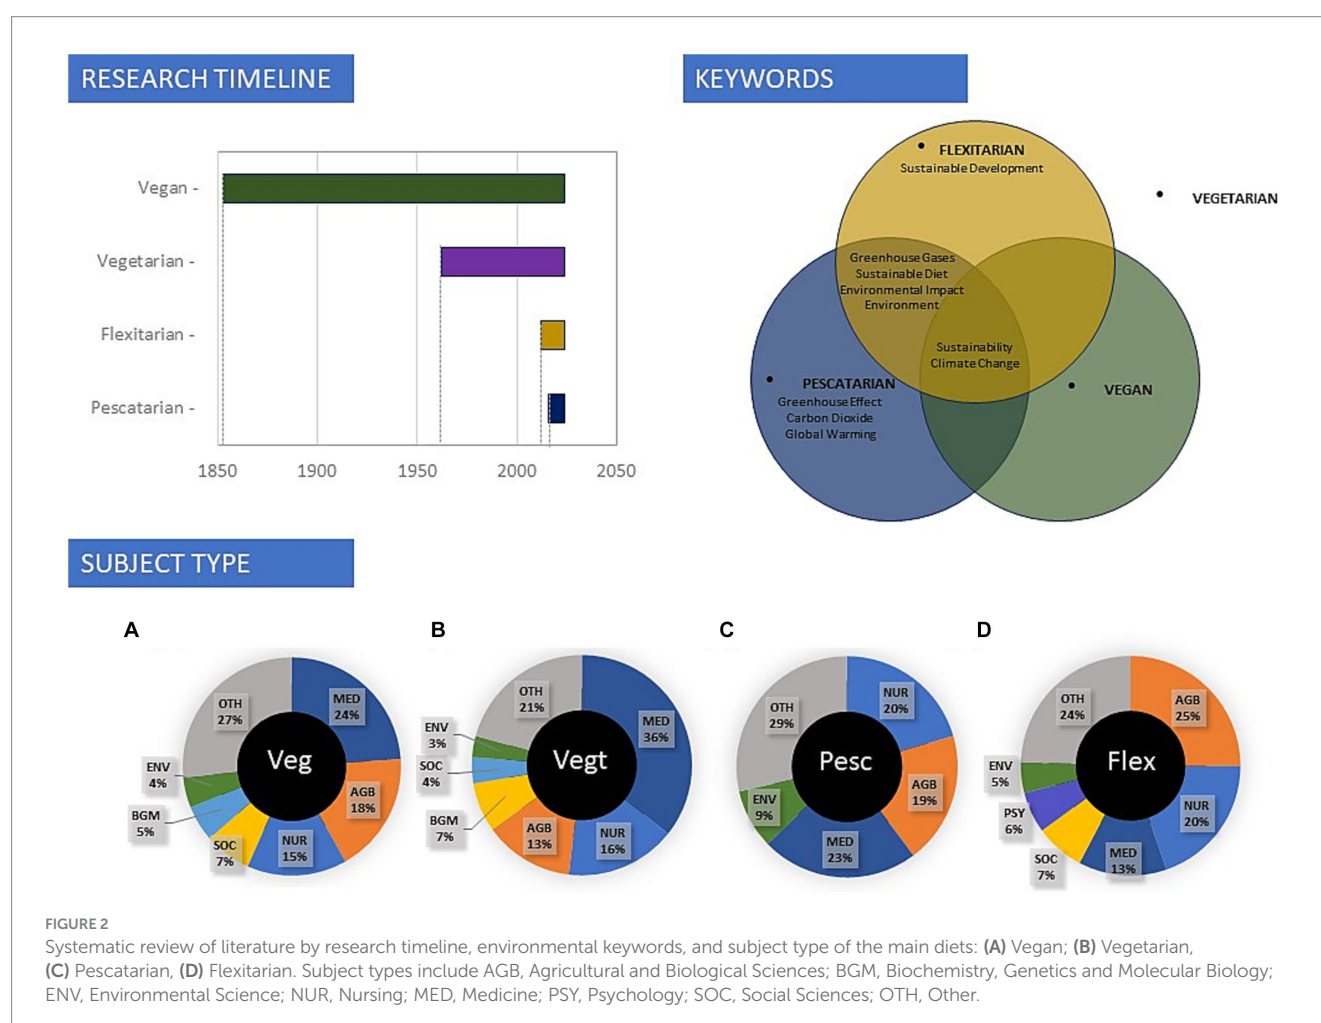 RESEARCH TIMELINE
Vegan -
Vegetarian -
Flexitarian -
Pescatarian -
1850 1900 1950 2000 2050
KEYWORDS
• FLEXITARIAN
Sustainable Development
• VEGETARIAN
Greenhouse Gases
Sustainable Diet
Environmental Impact
Environment
Sustainability
Climate Change
• PESCATARIAN
Greenhouse Effect
Carbon Dioxide
Global Warming
• VEGAN
SUBJECT TYPE
A
Veg
MED
24%
AGB
18%
NUR
15%
SOC
7%
BGM
5%
ENV
4%
OTH
27%
B
Vegt
MED
36%
NUR
16%
AGB
13%
BGM
7%
SOC
4%
ENV
3%
OTH
21%
C
Pesc
NUR
20%
AGB
19%
MED
23%
ENV
9%
OTH
29%
D
Flex
AGB
25%
NUR
20%
MED
13%
SOC
7%
PSY
6%
ENV
5%
OTH
24%
FIGURE 2
Systematic review of literature by research timeline, environmental keywords, and subject type of the main diets: (A) Vegan; (B) Vegetarian,
(C) Pescatarian, (D) Flexitarian. Subject types include AGB, Agricultural and Biological Sciences; BGM, Biochemistry, Genetics and Molecular Biology;
ENV, Environmental Science; NUR, Nursing; MED, Medicine; PSY, Psychology; SOC, Social Sciences; OTH, Other.